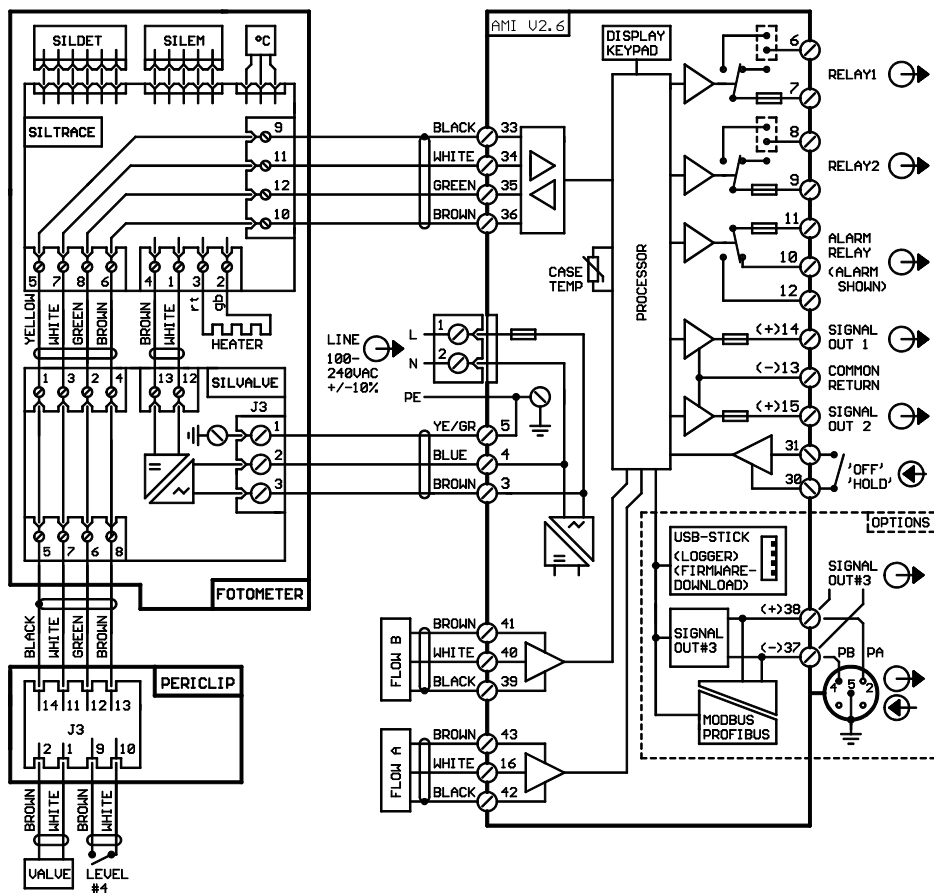 SILDET
SILEM
°C
SILTRACE
9
11
12
10
5 7 8 6
4 1 3 2
YELLOW
WHITE
GREEN
BROWN
BROWN
WHITE
rt
gb
HEATER
1 3 2 4
13 12
SILVALVE
J3
1
2
3
5 7 6 8
FOTOMETER
BLACK
WHITE
GREEN
BROWN
PERICLIP
14 11 12 13
J3
2 1 9 10
BROWN
WHITE
BROWN
WHITE
VALVE
LEVEL
#4
AMI V2.6
BLACK 33
WHITE 34
GREEN 35
BROWN 36
LINE
100-
240VAC
+/-10%
L 1
N 2
PE
YE/GR 5
BLUE 4
BROWN 3
FLOW B
BROWN 41
WHITE 40
BLACK 39
FLOW A
BROWN 43
WHITE 16
BLACK 42
DISPLAY
KEYPAD
CASE
TEMP
PROCESSOR
6
RELAY1
7
8
RELAY2
9
11
ALARM
RELAY
10
(ALARM
SHOWN)
12
(+)14
SIGNAL
OUT 1
(-)13
COMMON
RETURN
(+)15
SIGNAL
OUT 2
31
30
'OFF'
'HOLD'
OPTIONS
USB-STICK
(LOGGER)
(FIRMWARE-
DOWNLOAD)
SIGNAL
OUT#3
(+)38
SIGNAL
OUT#3
(-)37
PB PA
4 5 2
MODBUS
PROFIBUS